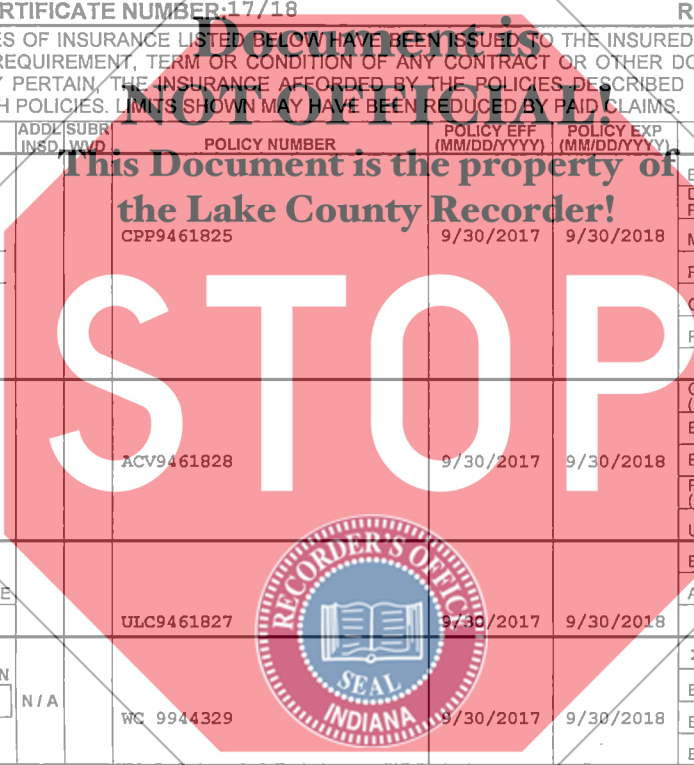 RTIFICATE NUMBER:17/18 R
Document is
ES OF INSURANCE LISTED BELOW HAVE BEEN ISSUED TO THE INSURED
REQUIREMENT, TERM OR CONDITION OF ANY CONTRACT OR OTHER DO
Y PERTAIN, THE INSURANCE AFFORDED BY THE POLICIES DESCRIBED
NOT OFFICIAL!
H POLICIES. LIMITS SHOWN MAY HAVE BEEN REDUCED BY PAID CLAIMS.
ADDL SUBR POLICY EFF POLICY EXP
INSD WVD POLICY NUMBER (MM/DD/YYYY) (MM/DD/YYYY)
This Document is the property of
the Lake County Recorder!
CPP9461825 9/30/2017 9/30/2018
STOP
ACV9461828 9/30/2017 9/30/2018
RECORDER'S OFFICE
ULC9461827 9/30/2017 9/30/2018
SEAL
N / A
INDIANA
WC 9944329 9/30/2017 9/30/2018